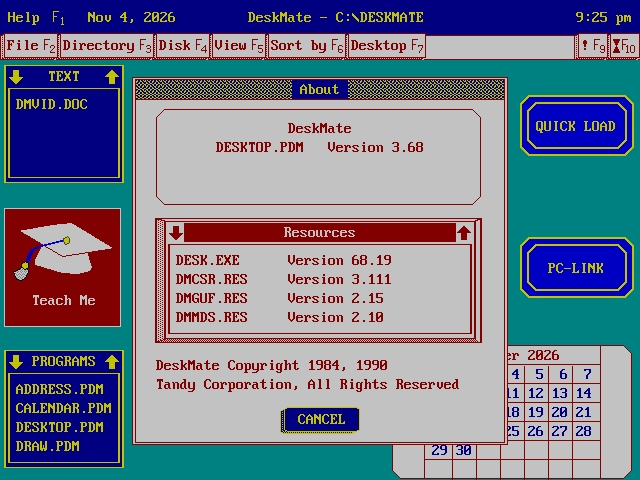 Help F1 Nov 4, 2026 DeskMate - C:\DESKMATE 9:25 pm
File F2 Directory F3 Disk F4 View F5 Sort by F6 Desktop F7 ! F9 F10
TEXT
DMVID.DOC
Teach Me
PROGRAMS
ADDRESS.PDM
CALENDAR.PDM
DESKTOP.PDM
DRAW.PDM
About
DeskMate
DESKTOP.PDM Version 3.68
Resources
DESK.EXE Version 68.19
DMCSR.RES Version 3.111
DMGUF.RES Version 2.15
DMMDS.RES Version 2.10
DeskMate Copyright 1984, 1990
Tandy Corporation, All Rights Reserved
CANCEL
QUICK LOAD
PC-LINK
er 2026
4 5 6 7
11 12 13 14
18 19 20 21
25 26 27 28
29 30